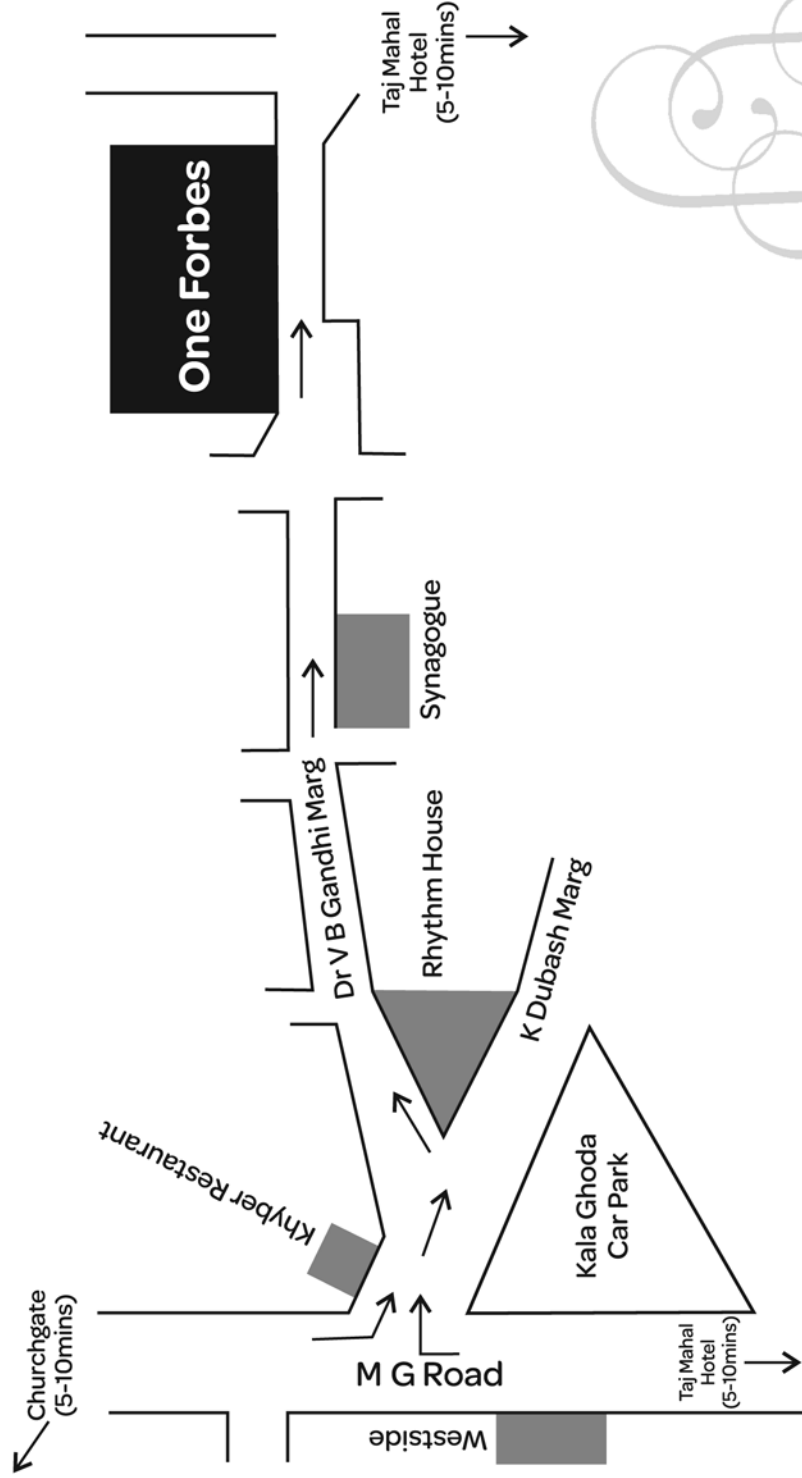 Taj Mahal
Hotel
(5-10mins)
One Forbes
Synagogue
Dr V B Gandhi Marg
Rhythm House
K Dubash Marg
Khyber Restaurant
Kala Ghoda
Car Park
Churchgate
(5-10mins)
M G Road
Taj Mahal
Hotel
(5-10mins)
Westside